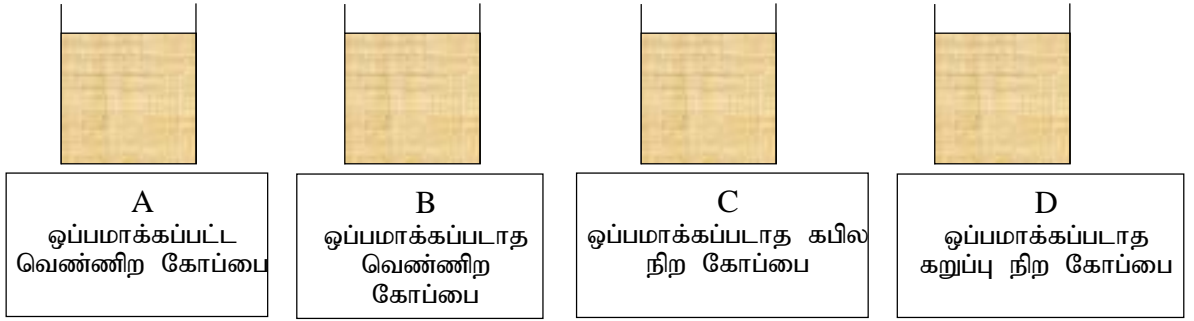 A
ஒப்பமாக்கப்பட்ட
வெண்ணிற கோப்பை
B
ஒப்பமாக்கப்படாத
வெண்ணிற
கோப்பை
C
ஒப்பமாக்கப்படாத கபில
நிற கோப்பை
D
ஒப்பமாக்கப்படாத
கறுப்பு நிற கோப்பை